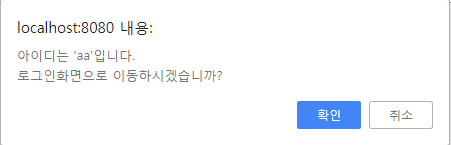 localhost:8080 내용:
아이디는 'aa'입니다.
로그인화면으로 이동하시겠습니까?
확인
취소